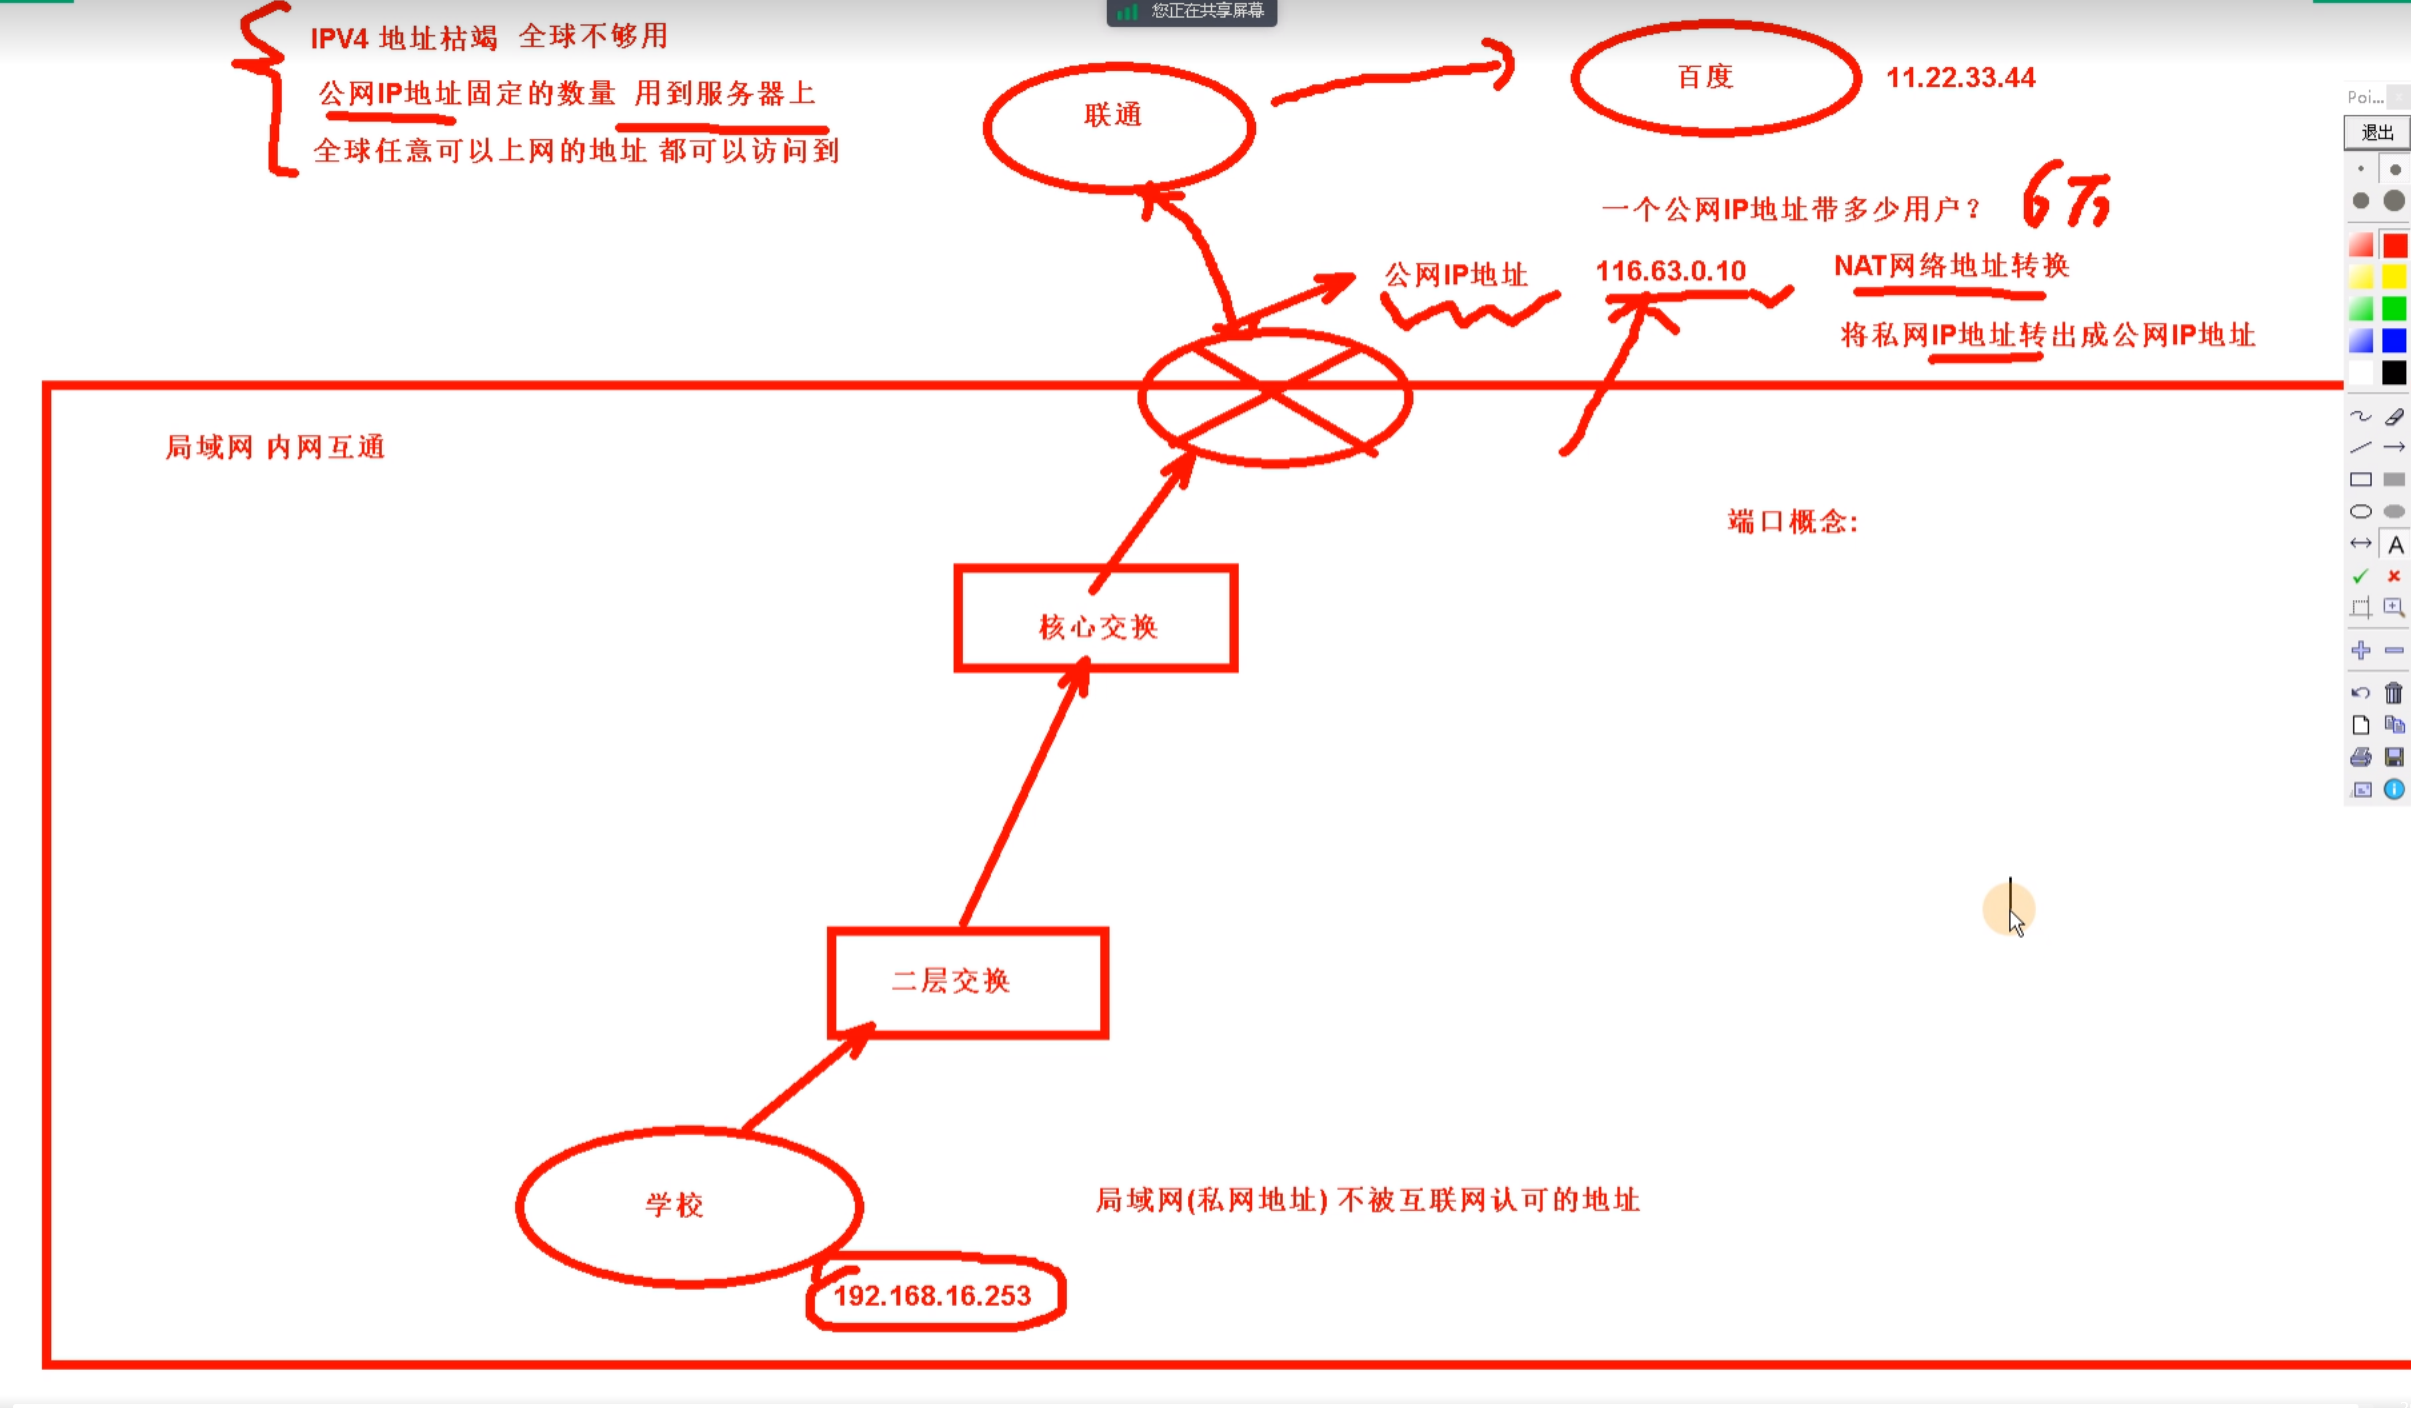 您正在共享屏幕
IPV4 地址枯竭 全球不够用
公网IP地址固定的数量 用到服务器上
全球任意可以上网的地址 都可以访问到
联通
百度
11.22.33.44
Poi...
退出
一个公网IP地址带多少用户？ 6万
公网IP地址
116.63.0.10
NAT网络地址转换
将私网IP地址转出成公网IP地址
局域网 内网互通
端口概念:
A
核心交换
二层交换
学校
局域网(私网地址) 不被互联网认可的地址
192.168.16.253